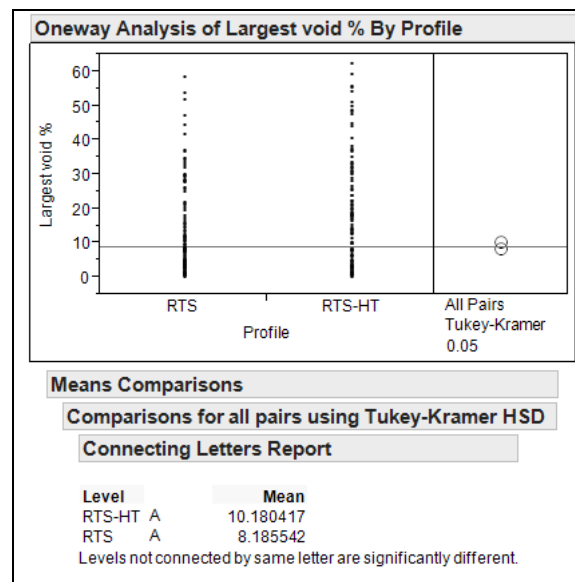 Oneway Analysis of Largest void % By Profile
Largest void %
60
50
40
30
20
10
0
RTS
RTS-HT
Profile
All Pairs
Tukey-Kramer
0.05
Means Comparisons
Comparisons for all pairs using Tukey-Kramer HSD
Connecting Letters Report
Level Mean
RTS-HT A 10.180417
RTS A 8.185542
Levels not connected by same letter are significantly different.